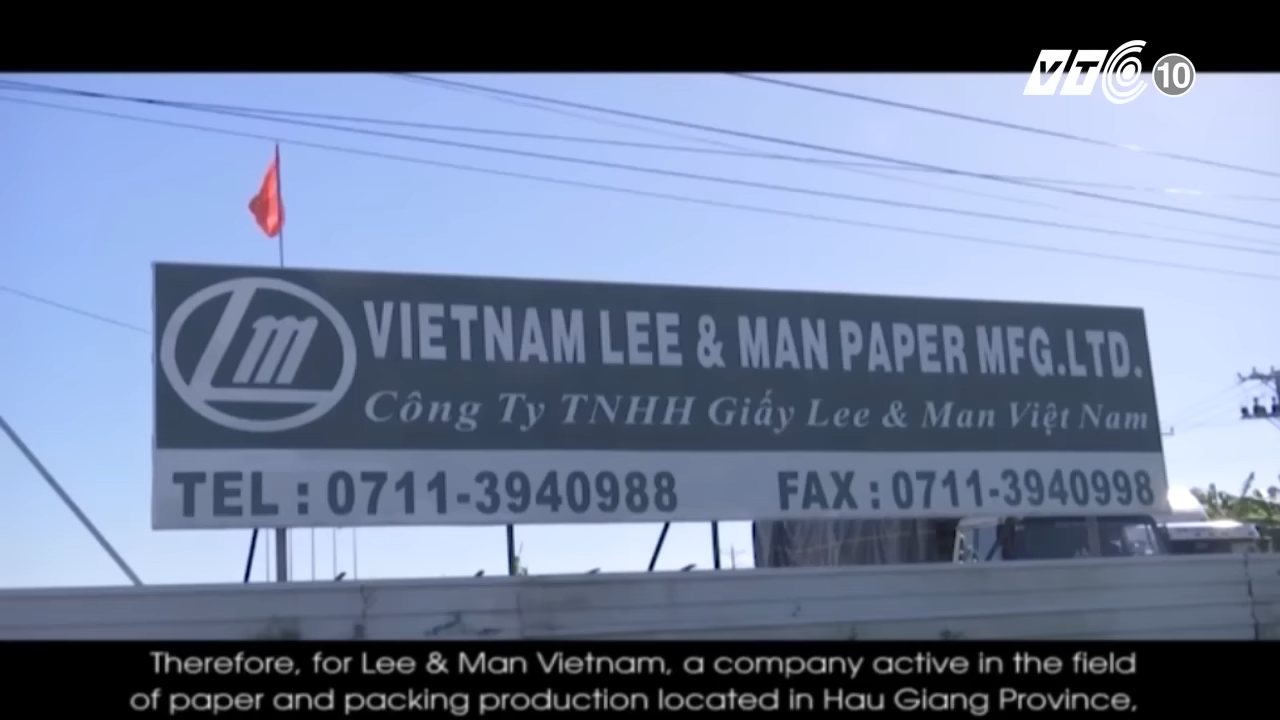 VTC 10
Lm
VIETNAM LEE & MAN PAPER MFG.LTD.
Công Ty TNHH Giấy Lee & Man Việt Nam
TEL : 0711-3940988 FAX : 0711-3940998
Therefore, for Lee & Man Vietnam, a company active in the field
of paper and packing production located in Hau Giang Province,